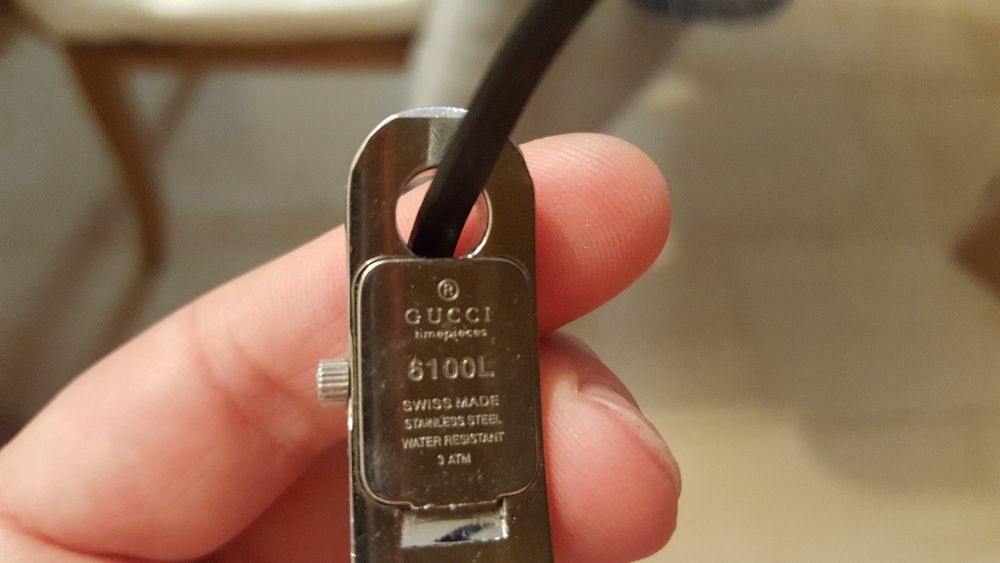 ®
GUCCI
timepieces
6100L
SWISS MADE
STAINLESS STEEL
WATER RESISTANT
3 ATM